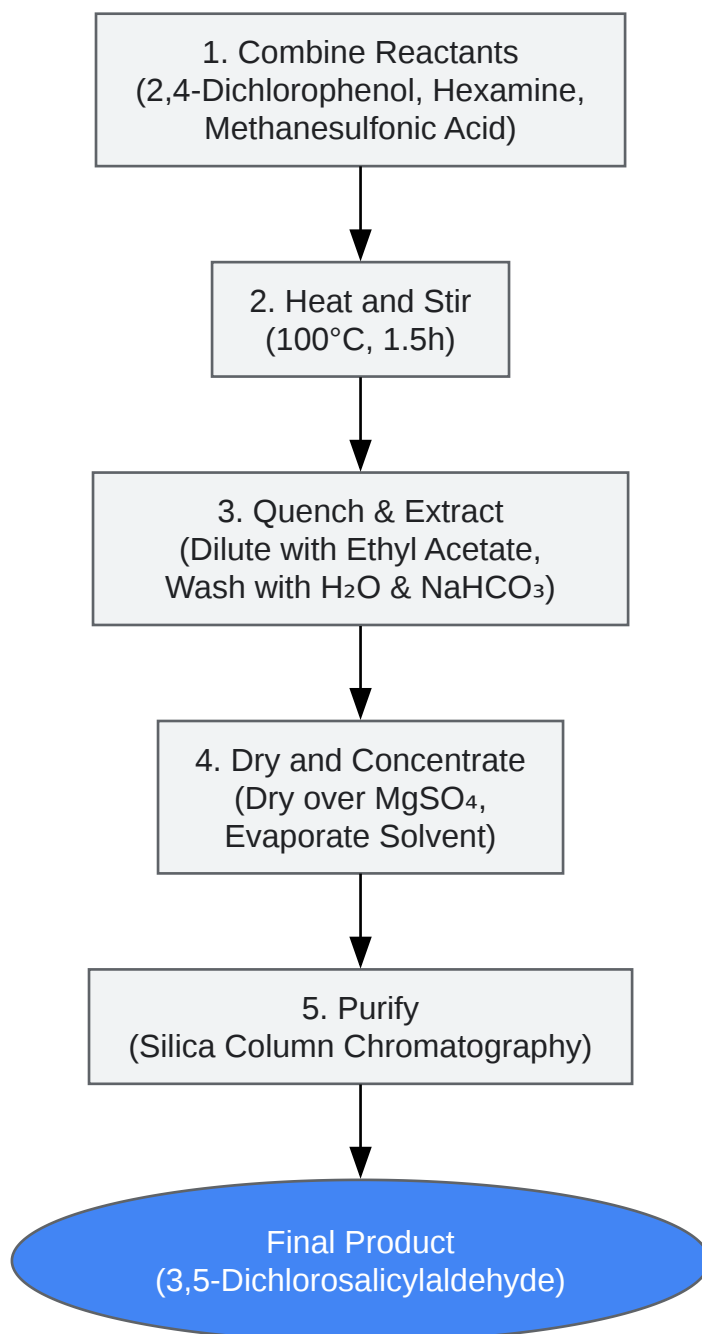 1. Combine Reactants
(2,4-Dichlorophenol, Hexamine,
Methanesulfonic Acid)
2. Heat and Stir
(100°C, 1.5h)
3. Quench & Extract
(Dilute with Ethyl Acetate,
Wash with H₂O & NaHCO₃)
4. Dry and Concentrate
(Dry over MgSO₄,
Evaporate Solvent)
5. Purify
(Silica Column Chromatography)
Final Product
(3,5-Dichlorosalicylaldehyde)